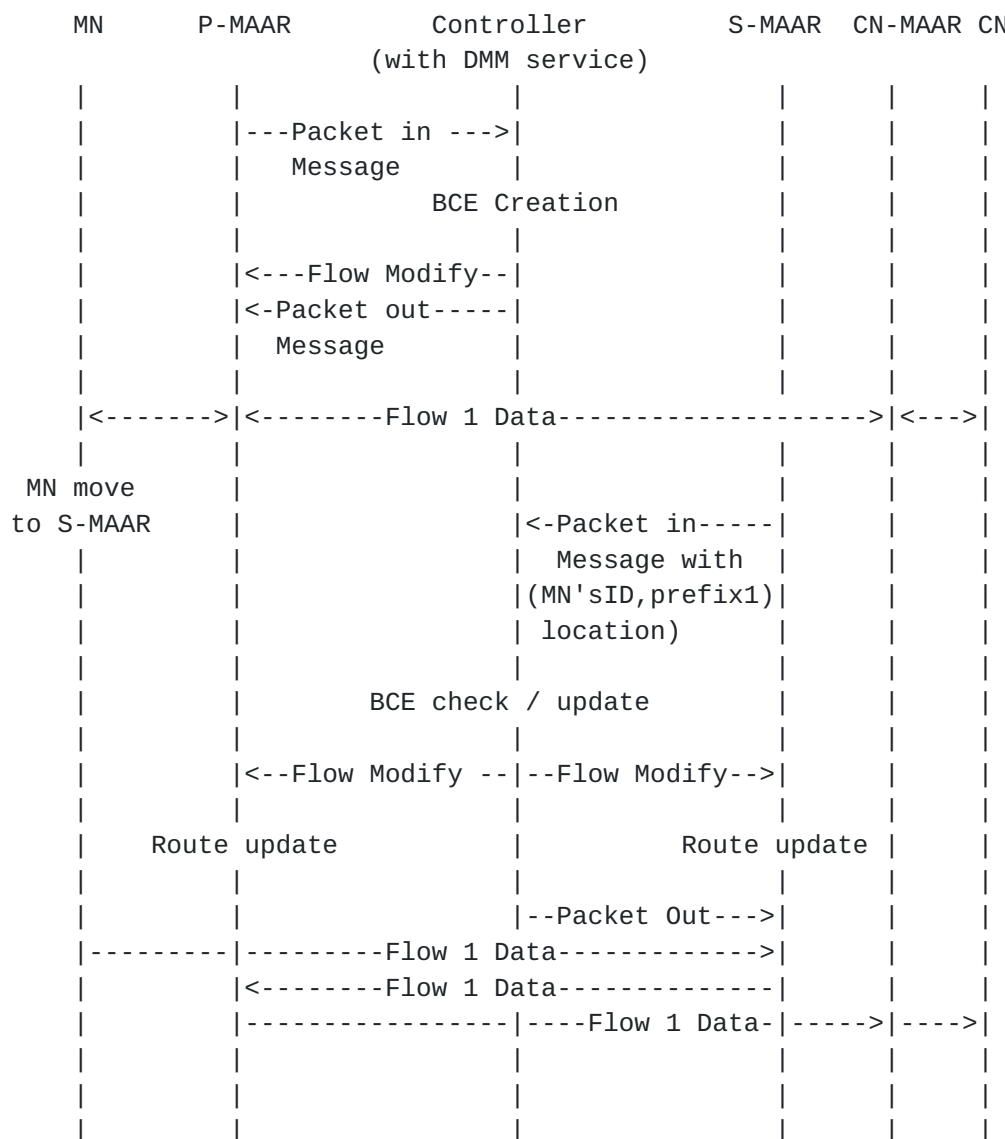 MN P-MAAR Controller S-MAAR CN-MAAR CN
(with DMM service)
| | | | | |
| |---Packet in --->| | | |
| | Message | | | |
| | BCE Creation | | |
| | | | | |
| |<---Flow Modify--| | | |
| |<-Packet out-----| | | |
| | Message | | | |
| | | | | |
|<------->|<--------Flow 1 Data-------------------->|<--->|
| | | | | |
MN move | | | | |
to S-MAAR | |<-Packet in-----| | |
| | | Message with | | |
| | |(MN'sID,prefix1)| | |
| | | location) | | |
| | | | | |
| | BCE check / update | | |
| | | | | |
| |<--Flow Modify --|--Flow Modify-->| | |
| | | | | |
| Route update | Route update | |
| | | | | |
| | |--Packet Out--->| | |
|---------|---------Flow 1 Data------------->| | |
| |<--------Flow 1 Data--------------| | |
| |-----------------|----Flow 1 Data-|----->|---->|
| | | | | |
| | | | | |
| | | | | |